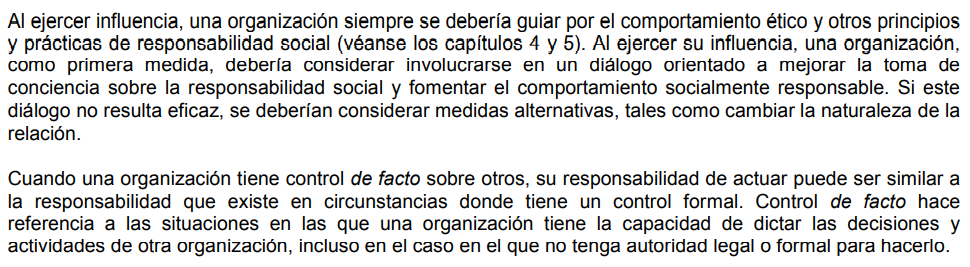 Al ejercer influencia, una organización siempre se debería guiar por el comportamiento ético y otros principios
y prácticas de responsabilidad social (véanse los capítulos 4 y 5). Al ejercer su influencia, una organización,
como primera medida, debería considerar involucrarse en un diálogo orientado a mejorar la toma de
conciencia sobre la responsabilidad social y fomentar el comportamiento socialmente responsable. Si este
diálogo no resulta eficaz, se deberían considerar medidas alternativas, tales como cambiar la naturaleza de la
relación.
Cuando una organización tiene control de facto sobre otros, su responsabilidad de actuar puede ser similar a
la responsabilidad que existe en circunstancias donde tiene un control formal. Control de facto hace
referencia a las situaciones en las que una organización tiene la capacidad de dictar las decisiones y
actividades de otra organización, incluso en el caso en el que no tenga autoridad legal o formal para hacerlo.